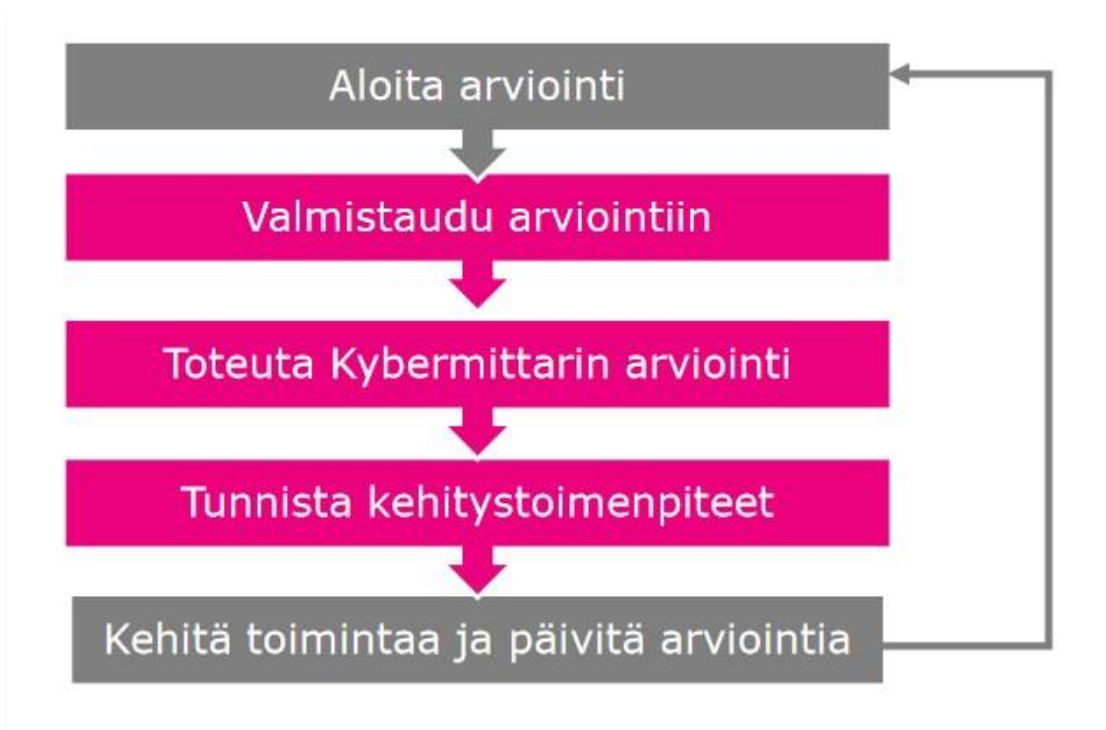 Aloita arviointi
Valmistaudu arviointiin
Toteuta Kybermittarin arviointi
Tunnista kehitystoimenpiteet
Kehitä toimintaa ja päivitä arviointia